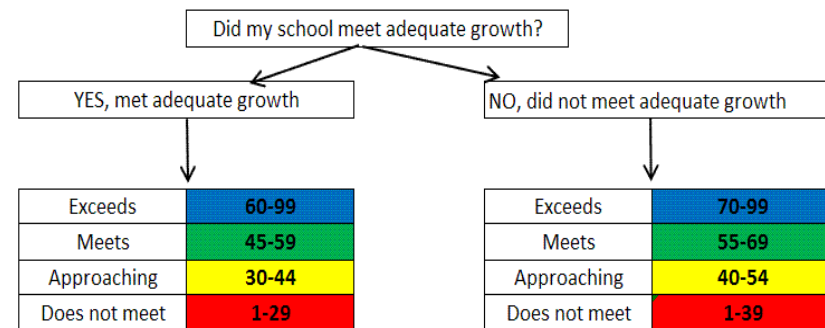 Did my school meet adequate growth?
YES, met adequate growth
NO, did not meet adequate growth
Exceeds 60-99
Meets 45-59
Approaching 30-44
Does not meet 1-29
Exceeds 70-99
Meets 55-69
Approaching 40-54
Does not meet 1-39